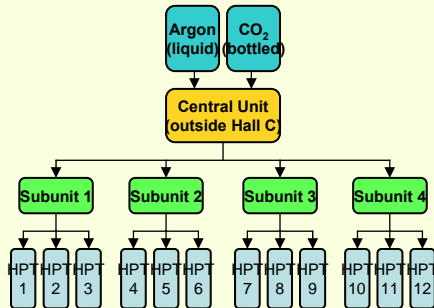 Argon
(liquid)
CO₂
(bottled)
Central Unit
(outside Hall C)
Subunit 1
Subunit 2
Subunit 3
Subunit 4
HPT
1
HPT
2
HPT
3
HPT
4
HPT
5
HPT
6
HPT
7
HPT
8
HPT
9
HPT
10
HPT
11
HPT
12